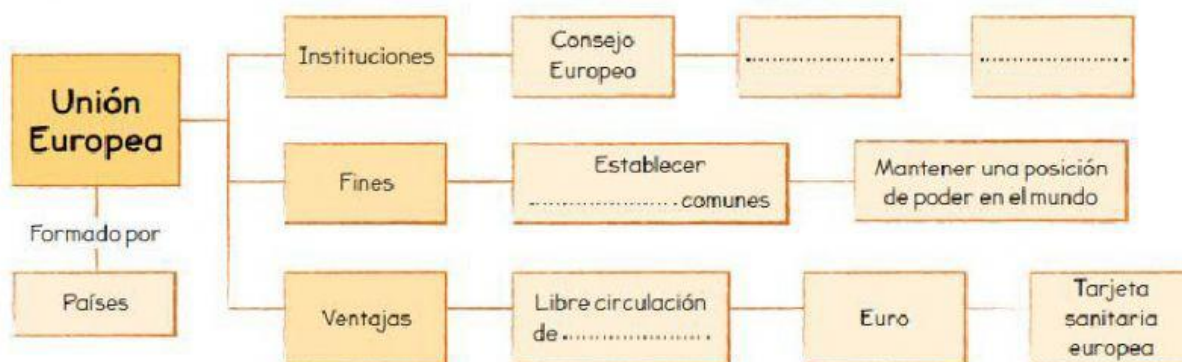 Unión
Europea
Formado por
Países
Instituciones
Consejo
Europeo
....................
....................
Fines
Establecer
.................... comunes
Mantener una posición
de poder en el mundo
Ventajas
Libre circulación
de ....................
Euro
Tarjeta
sanitaria
europea